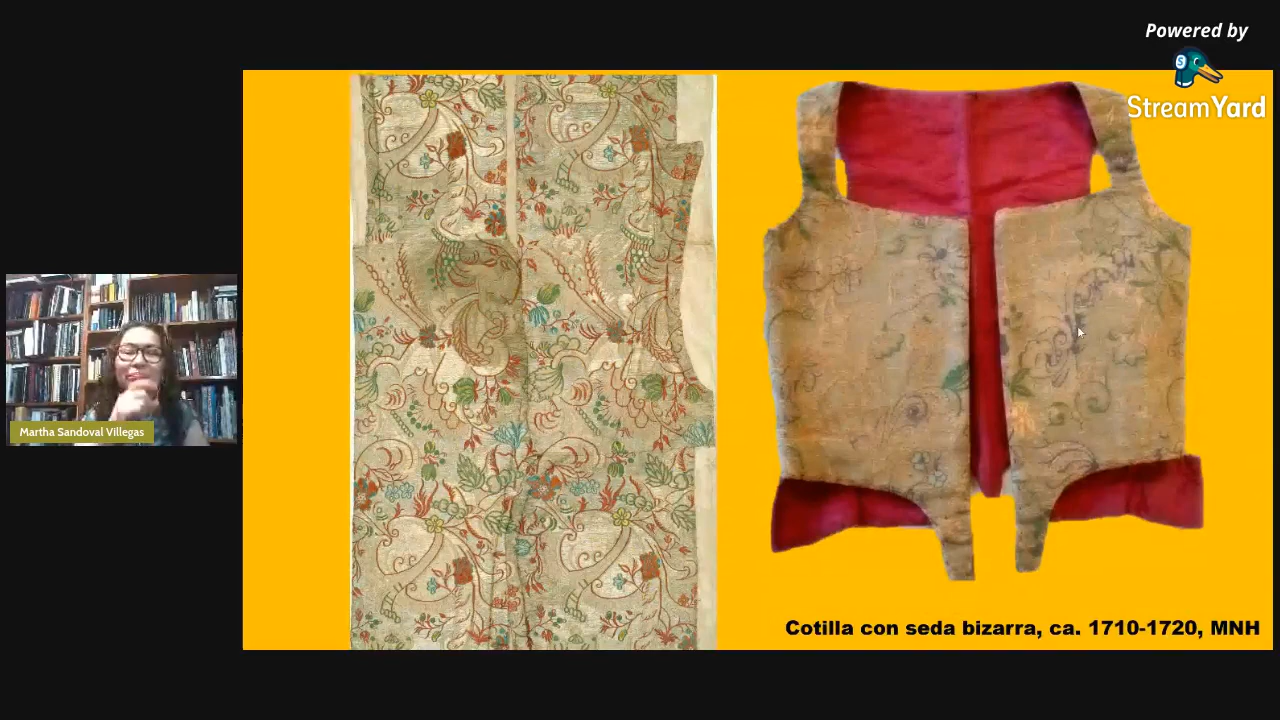 Powered by
StreamYard
Martha Sandoval Villegas
Cotilla con seda bizarra, ca. 1710-1720, MNH